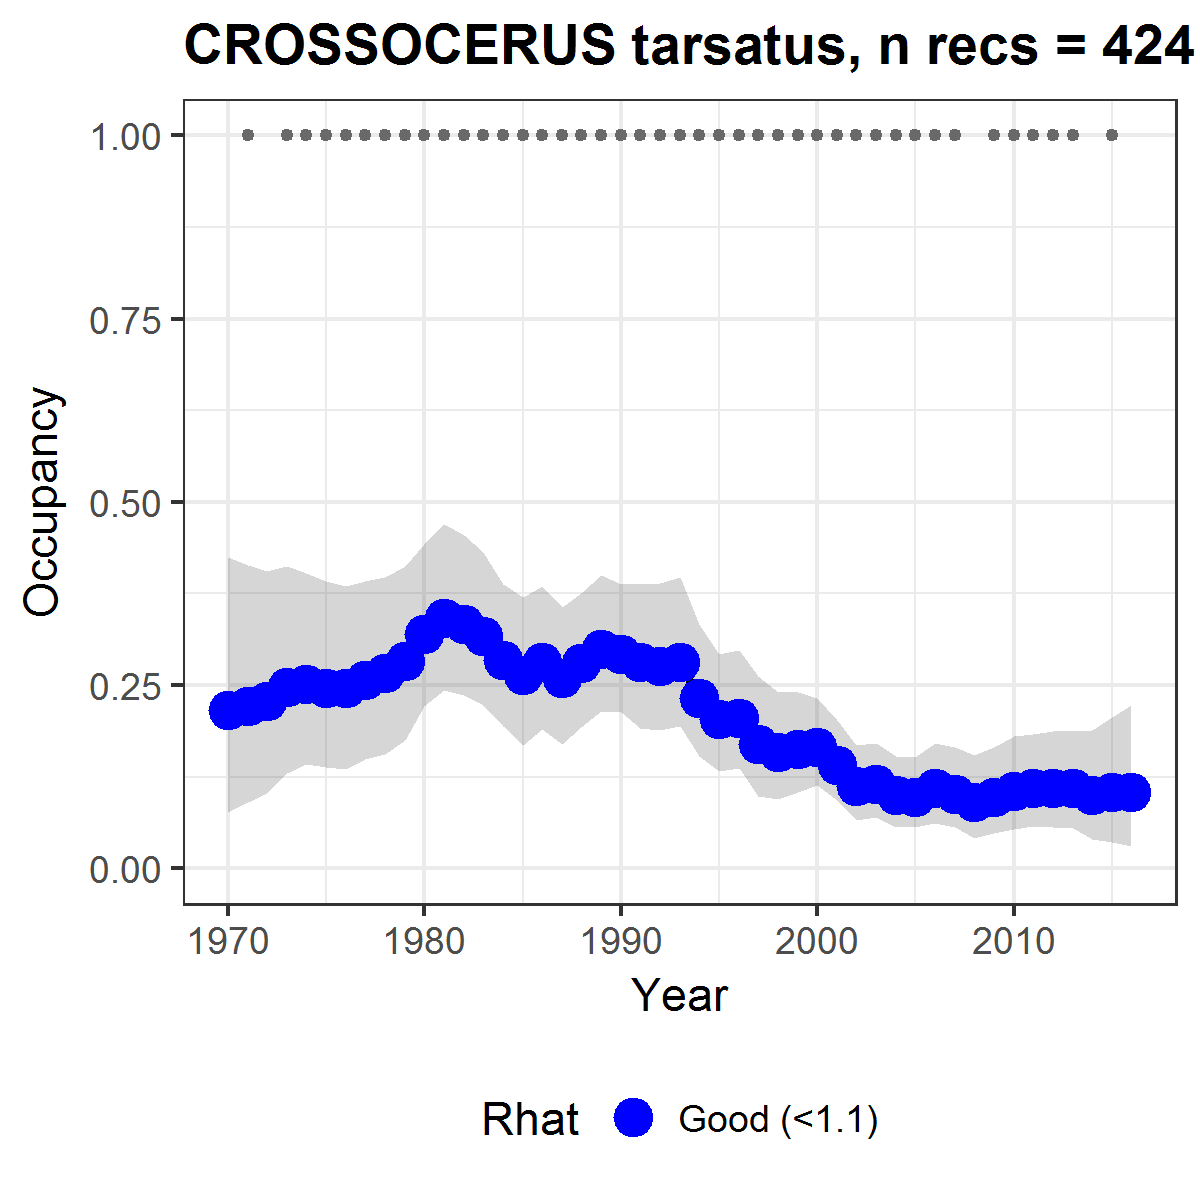 CROSSOCERUS tarsatus, n recs = 424
1.00
0.75
0.50
0.25
0.00
Occupancy
1970 1980 1990 2000 2010
Year
Rhat Good (<1.1)